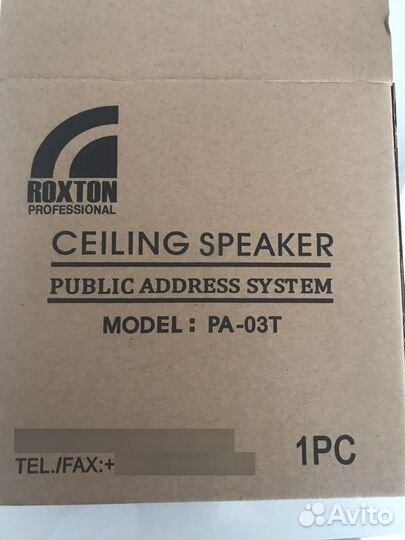 ROXTON
PROFESSIONAL
CEILING SPEAKER
PUBLIC ADDRESS SYSTEM
MODEL: PA-03T
TEL./FAX:+
1PC
Avito